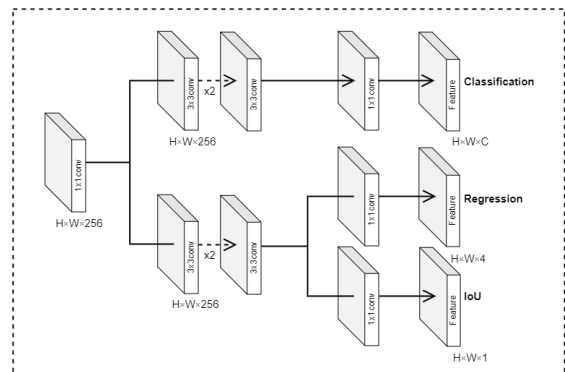 3×3conv
x2
3×3conv
1×1conv
Feature
Classification
H×W×256
H×W×C
1×1conv
H×W×256
1×1conv
Feature
Regression
3×3conv
x2
3×3conv
H×W×4
H×W×256
1×1conv
Feature
IoU
H×W×1